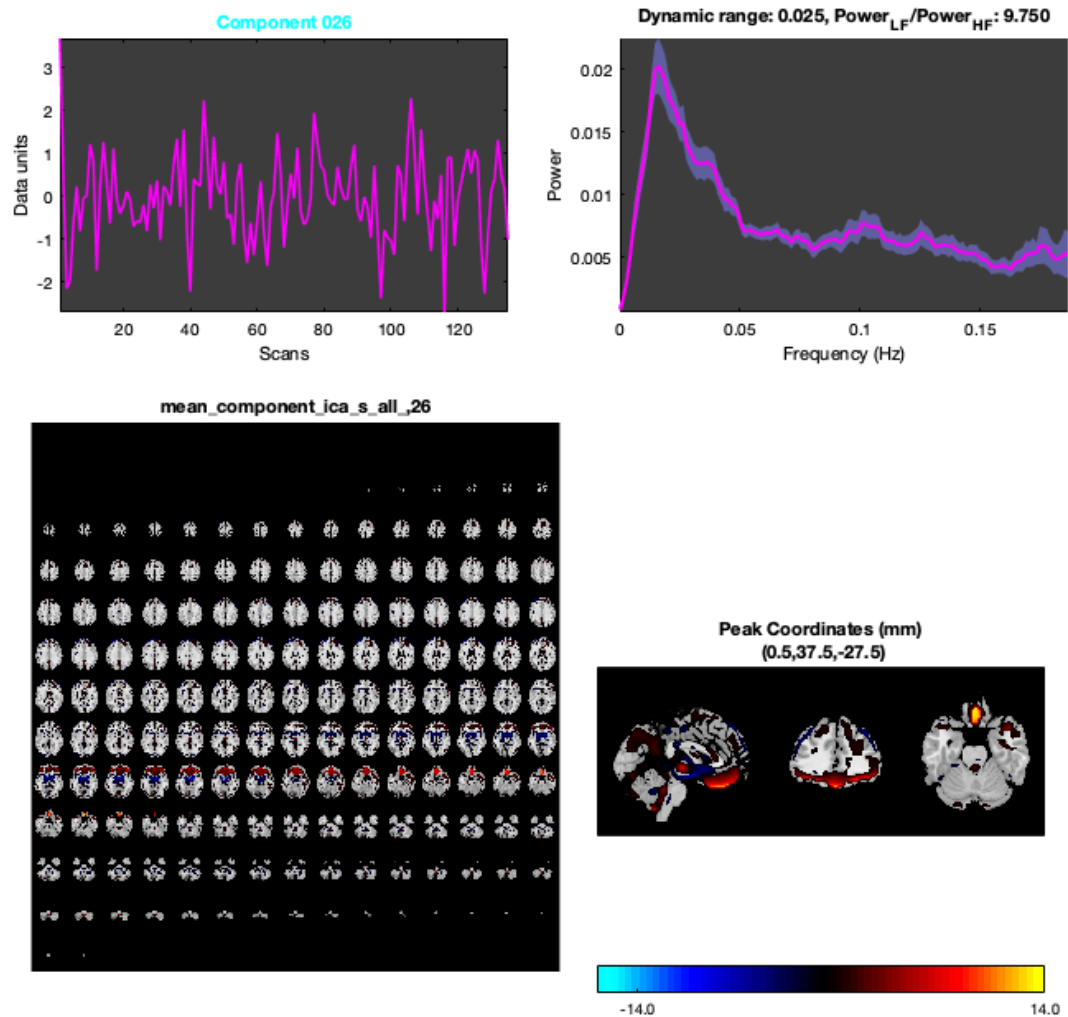 Component 026
3
2
1
0
-1
-2
Data units
20
40
60
80
100
120
Scans
Dynamic range: 0.025, Power_LF/Power_HF: 9.750
0.02
0.015
0.01
0.005
Power
0
0.05
0.1
0.15
Frequency (Hz)
mean_component_ica_s_all_,26
Peak Coordinates (mm)
(0.5,37.5,-27.5)
-14.0
14.0